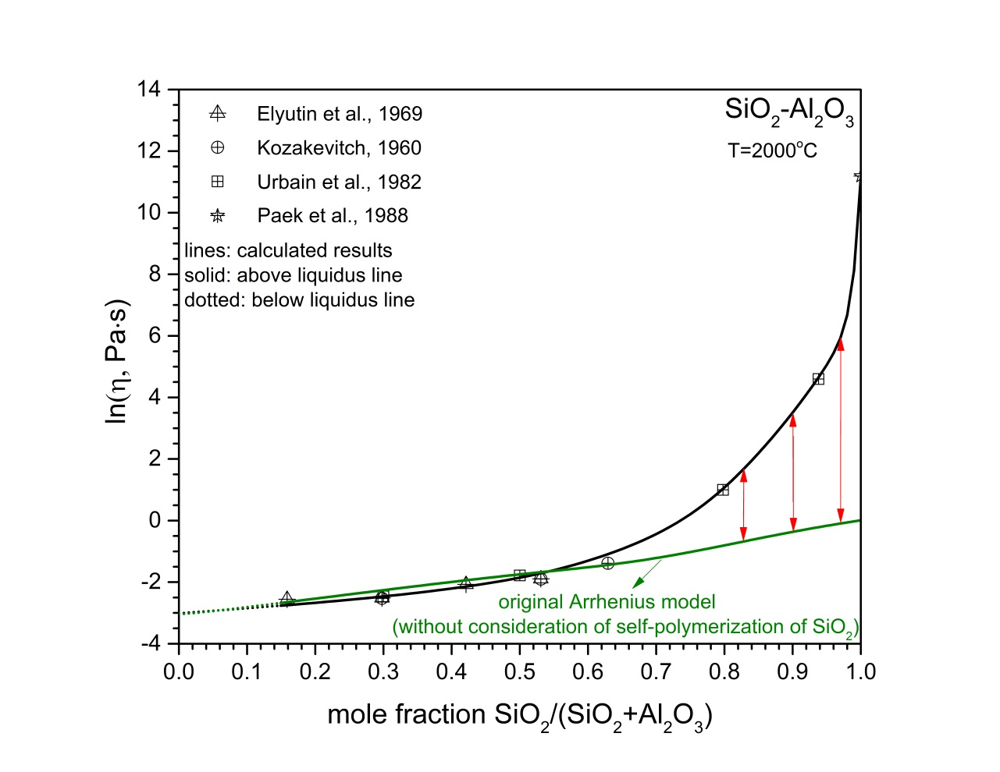 SiO₂-Al₂O₃
T=2000°C
Elyutin et al., 1969
Kozakevitch, 1960
Urbain et al., 1982
Paek et al., 1988
lines: calculated results
solid: above liquidus line
dotted: below liquidus line
14
12
10
8
6
4
2
0
-2
-4
ln(η, Pa·s)
original Arrhenius model
(without consideration of self-polymerization of SiO₂)
0.0 0.1 0.2 0.3 0.4 0.5 0.6 0.7 0.8 0.9 1.0
mole fraction SiO₂/(SiO₂+Al₂O₃)